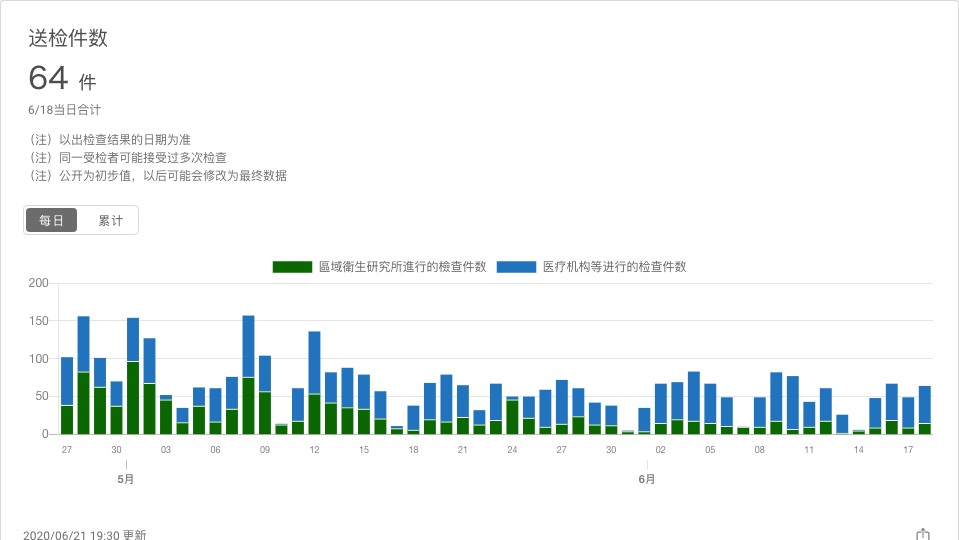 送检件数
64 件
6/18当日合计
（注）以出检查结果的日期为准
（注）同一受检者可能接受过多次检查
（注）公开为初步值，以后可能会修改为最终数据
每日 累计
區域衛生研究所進行的檢查件数 医疗机构等进行的检查件数
200
150
100
50
0
27 30 03 06 09 12 15 18 21 24 27 30 02 05 08 11 14 17
5月 6月
2020/06/21 19:30 更新